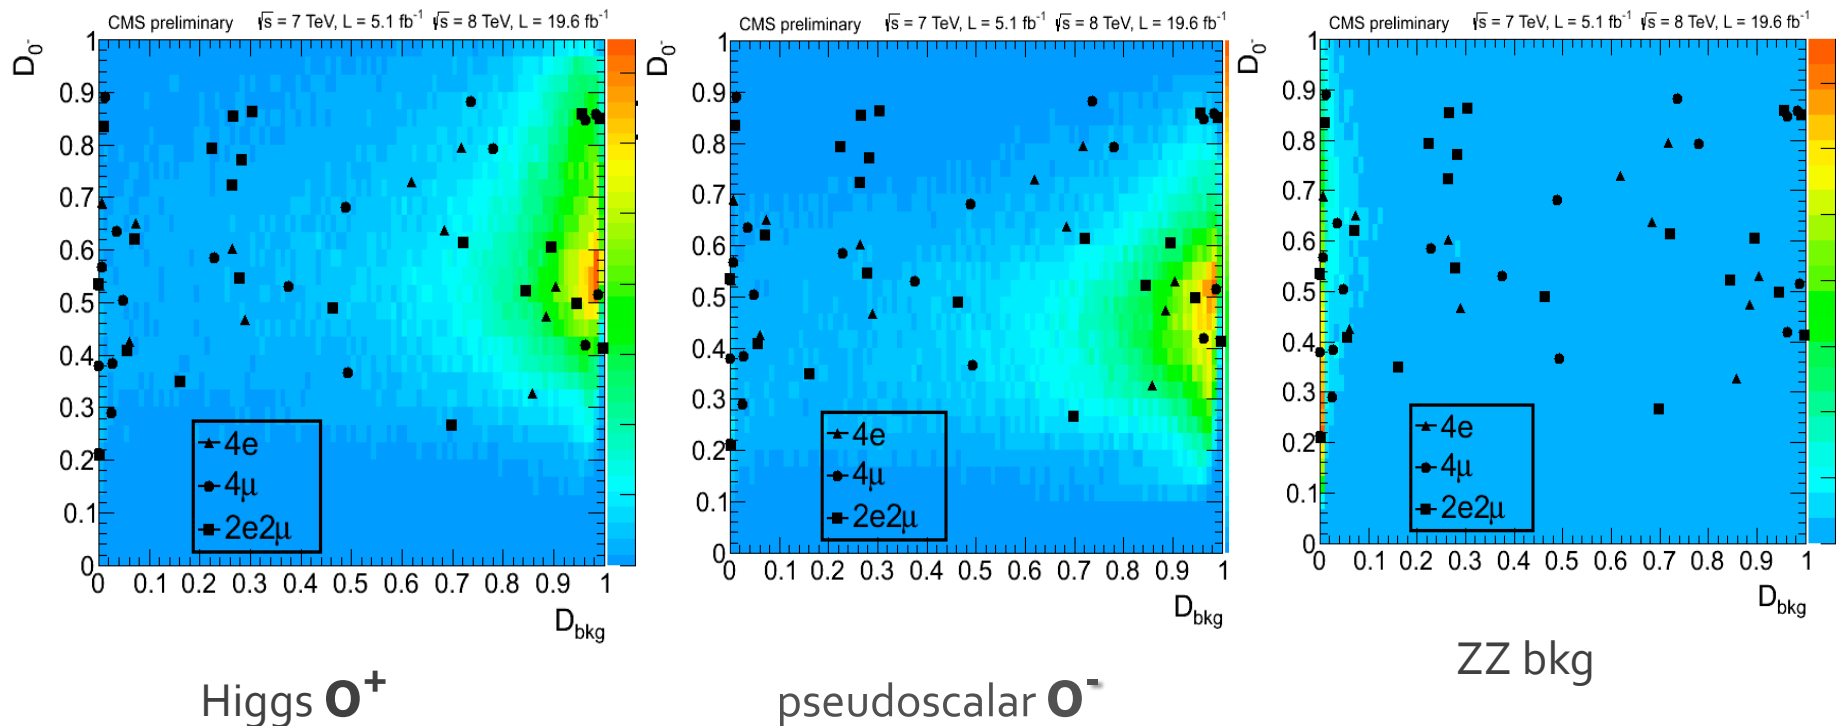 CMS preliminary √s = 7 TeV, L = 5.1 fb⁻¹ √s = 8 TeV, L = 19.6 fb⁻¹
D₀-
1
0.9
0.8
0.7
0.6
0.5
0.4
0.3
0.2
0.1
0
4e
4μ
2e2μ
0 0.1 0.2 0.3 0.4 0.5 0.6 0.7 0.8 0.9 1
D_bkg
Higgs 0⁺
CMS preliminary √s = 7 TeV, L = 5.1 fb⁻¹ √s = 8 TeV, L = 19.6 fb⁻¹
D₀-
1
0.9
0.8
0.7
0.6
0.5
0.4
0.3
0.2
0.1
0
4e
4μ
2e2μ
0 0.1 0.2 0.3 0.4 0.5 0.6 0.7 0.8 0.9 1
D_bkg
pseudoscalar 0⁻
CMS preliminary √s = 7 TeV, L = 5.1 fb⁻¹ √s = 8 TeV, L = 19.6 fb⁻¹
D₀-
1
0.9
0.8
0.7
0.6
0.5
0.4
0.3
0.2
0.1
0
4e
4μ
2e2μ
0 0.1 0.2 0.3 0.4 0.5 0.6 0.7 0.8 0.9 1
D_bkg
ZZ bkg